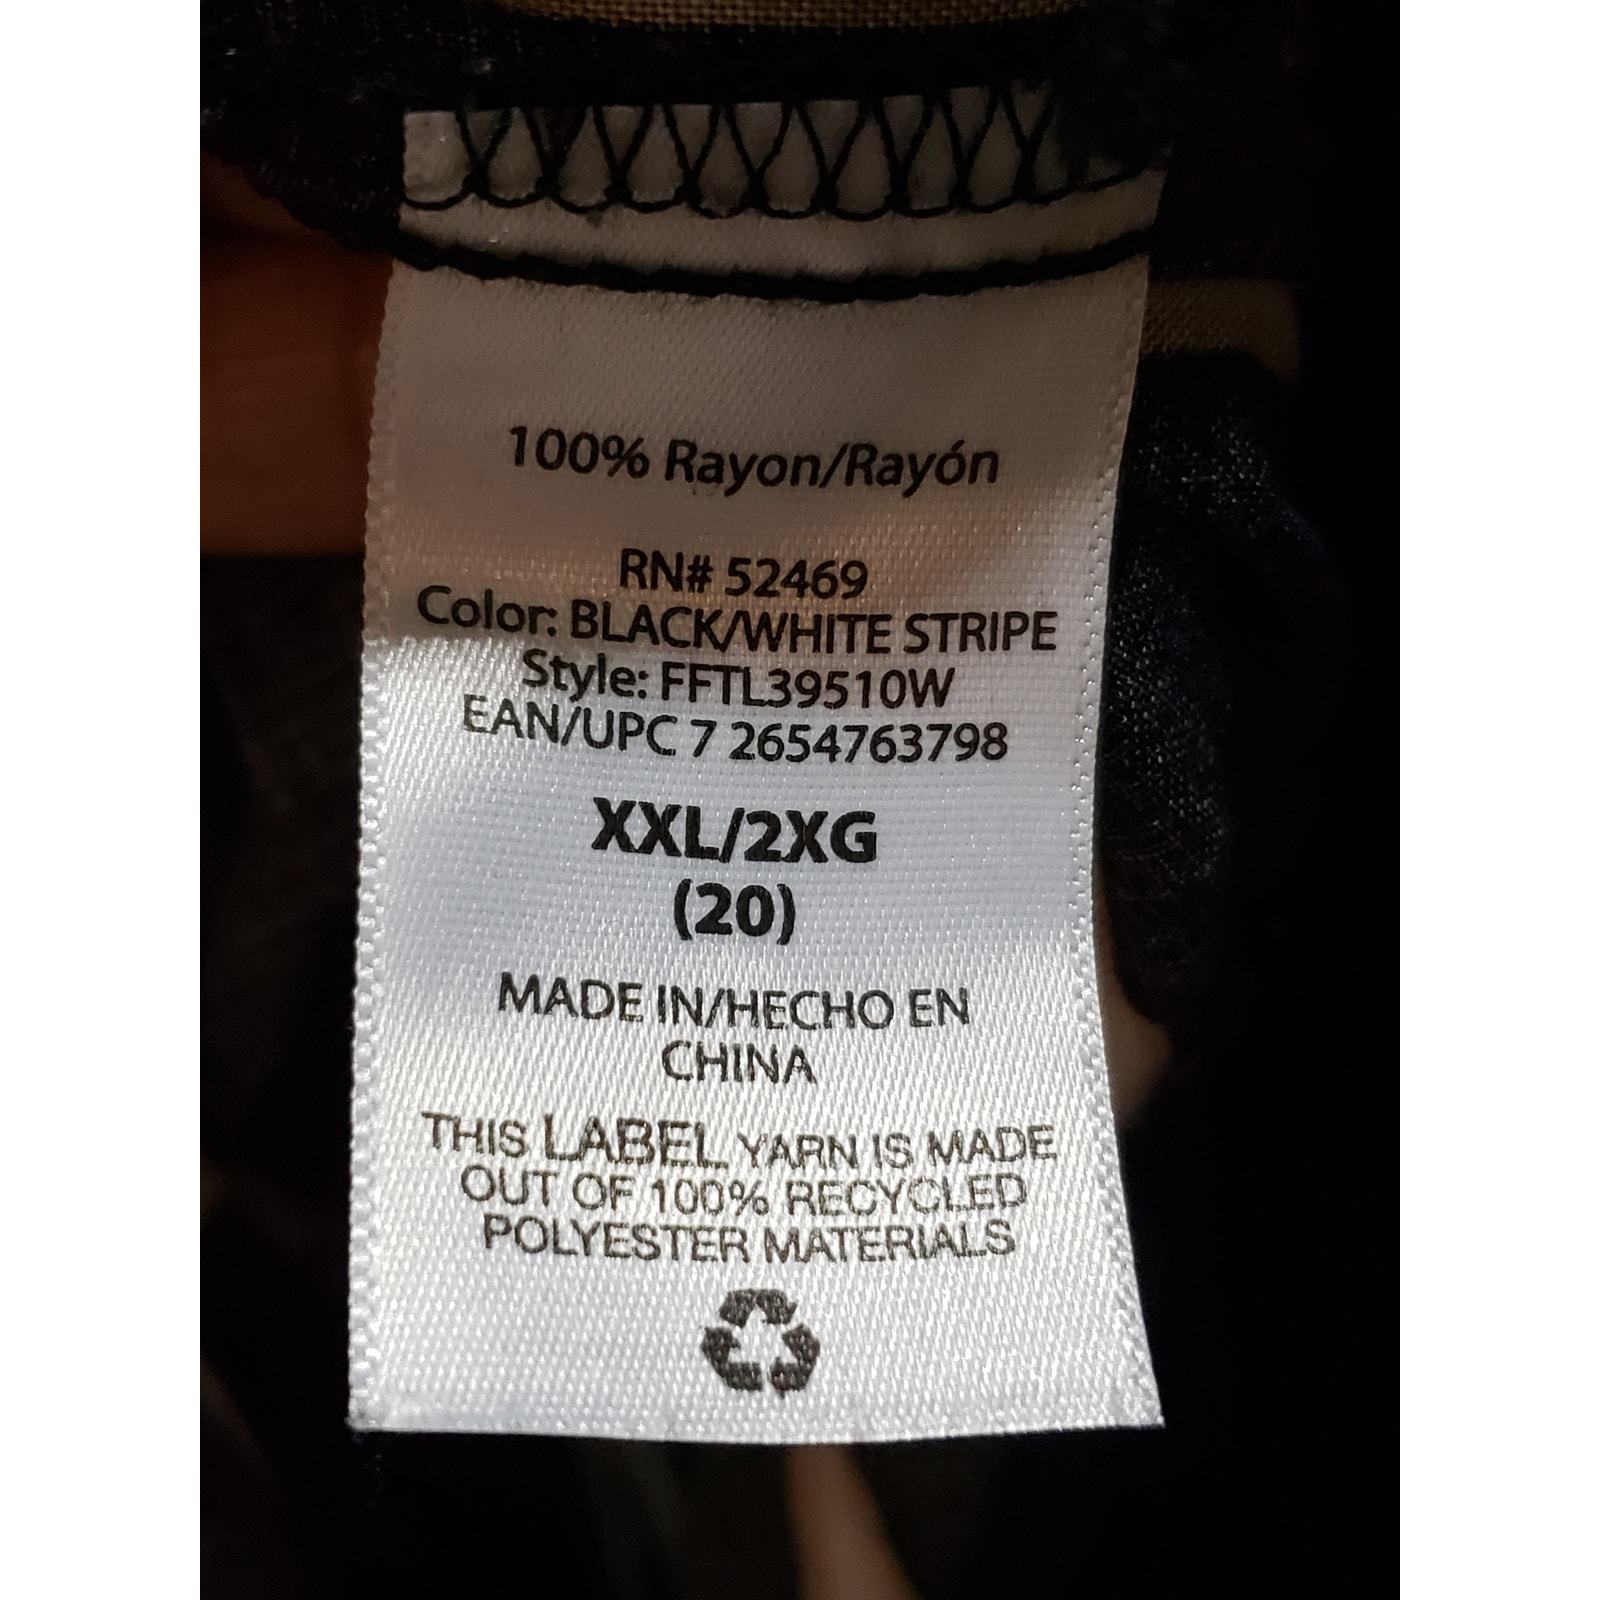 100% Rayon/Rayón
RN# 52469
Color: BLACK/WHITE STRIPE
Style: FFTL39510W
EAN/UPC 7 2654763798
XXL/2XG
(20)
MADE IN/HECHO EN
CHINA
THIS LABEL YARN IS MADE
OUT OF 100% RECYCLED
POLYESTER MATERIALS